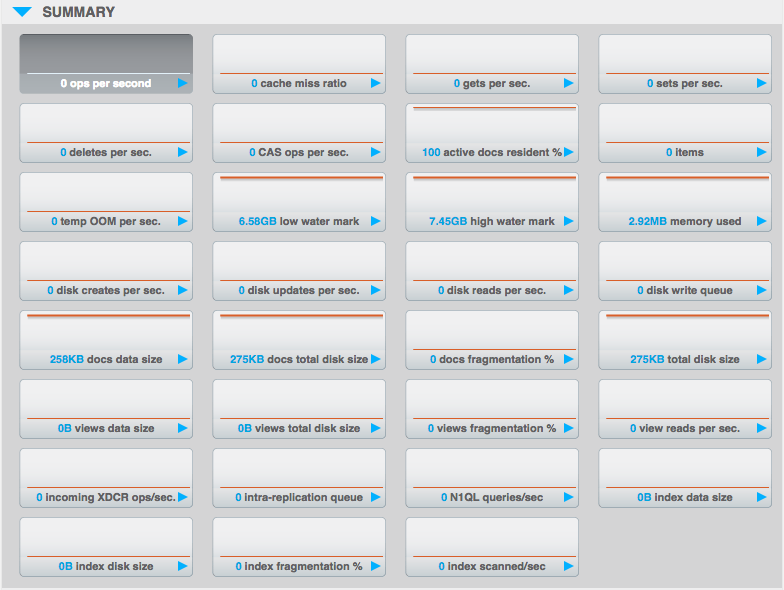 SUMMARY
0 ops per second
0 cache miss ratio
0 gets per sec.
0 sets per sec.
0 deletes per sec.
0 CAS ops per sec.
100 active docs resident %
0 items
0 temp OOM per sec.
6.58GB low water mark
7.45GB high water mark
2.92MB memory used
0 disk creates per sec.
0 disk updates per sec.
0 disk reads per sec.
0 disk write queue
258KB docs data size
275KB docs total disk size
0 docs fragmentation %
275KB total disk size
0B views data size
0B views total disk size
0 views fragmentation %
0 view reads per sec.
0 incoming XDCR ops/sec.
0 intra-replication queue
0 N1QL queries/sec
0B index data size
0B index disk size
0 index fragmentation %
0 index scanned/sec